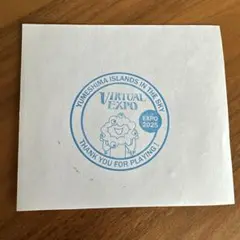 YUMESHIMA ISLANDS IN THE SKY
VIRTUAL
EXPO
EXPO
2025
THANK YOU FOR PLAYING!